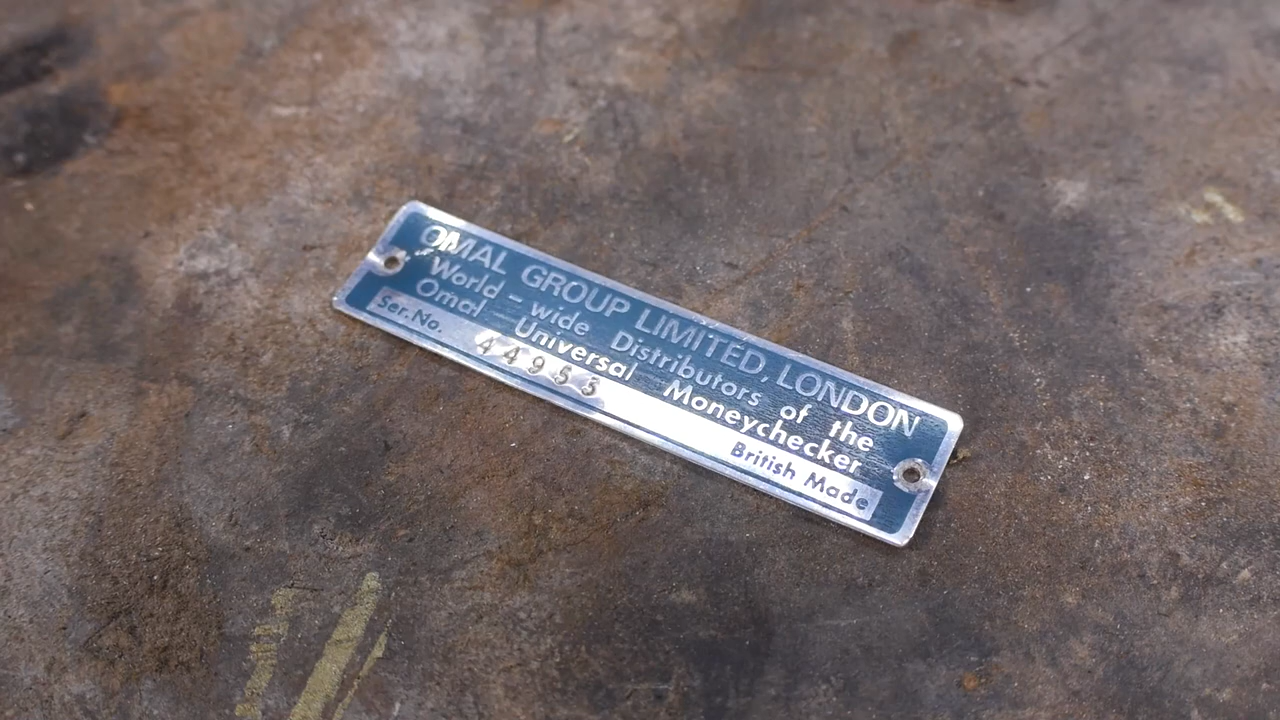 OMAL GROUP LIMITED, LONDON
World - wide Distributors of the
Omal Universal Moneychecker
Ser. No. 44953
British Made